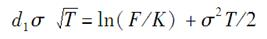 d₁σ √T = ln(F/K) + σ²T/2